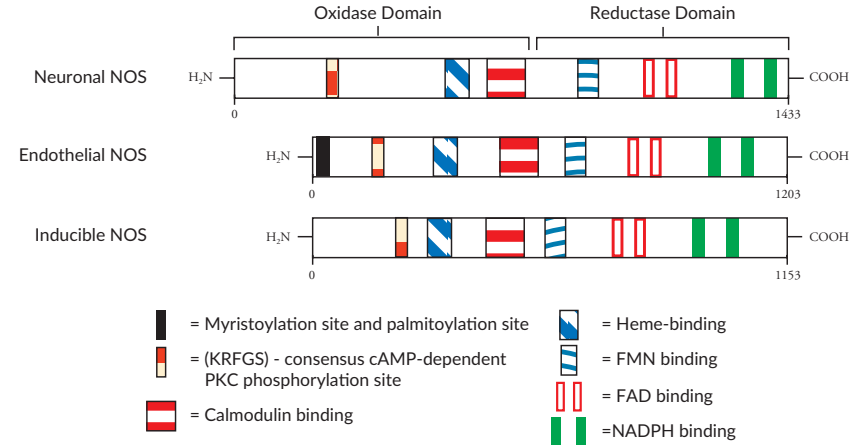 Oxidase Domain Reductase Domain
Neuronal NOS H₂N COOH
0 1433
Endothelial NOS H₂N COOH
0 1203
Inducible NOS H₂N COOH
0 1153
= Myristoylation site and palmitoylation site
= (KRFGS) - consensus cAMP-dependent
PKC phosphorylation site
= Calmodulin binding
= Heme-binding
= FMN binding
= FAD binding
=NADPH binding